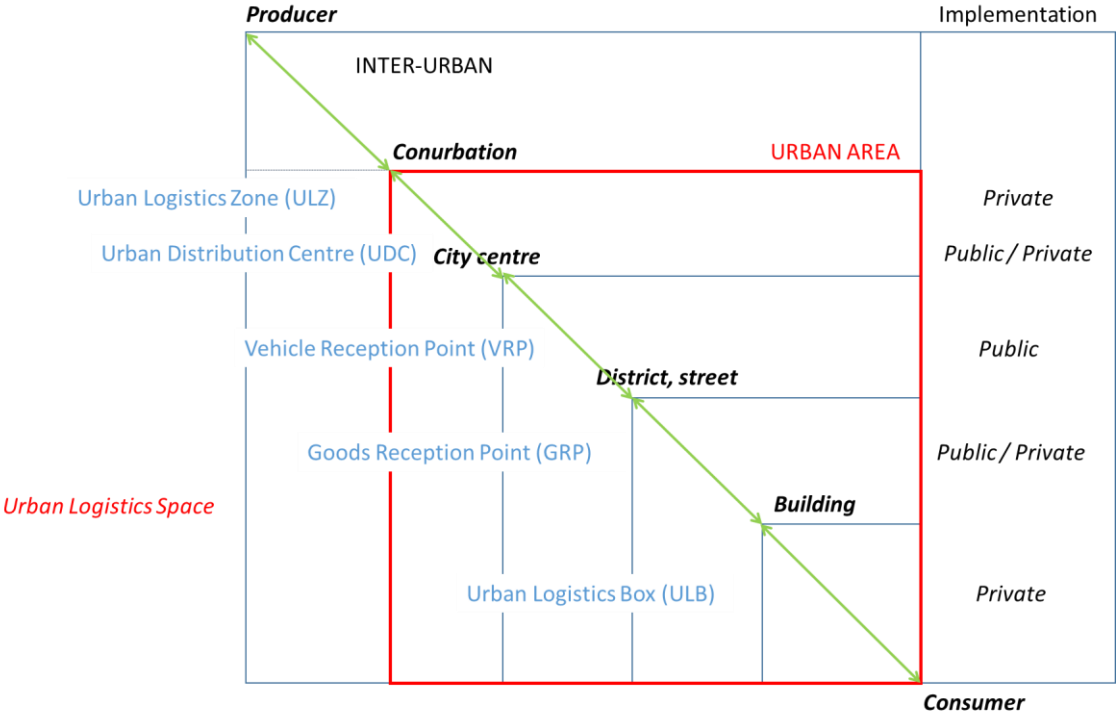 Producer
Implementation
INTER-URBAN
Conurbation
URBAN AREA
Urban Logistics Zone (ULZ)
Private
Urban Distribution Centre (UDC)
City centre
Public / Private
Vehicle Reception Point (VRP)
Public
District, street
Goods Reception Point (GRP)
Public / Private
Urban Logistics Space
Building
Urban Logistics Box (ULB)
Private
Consumer